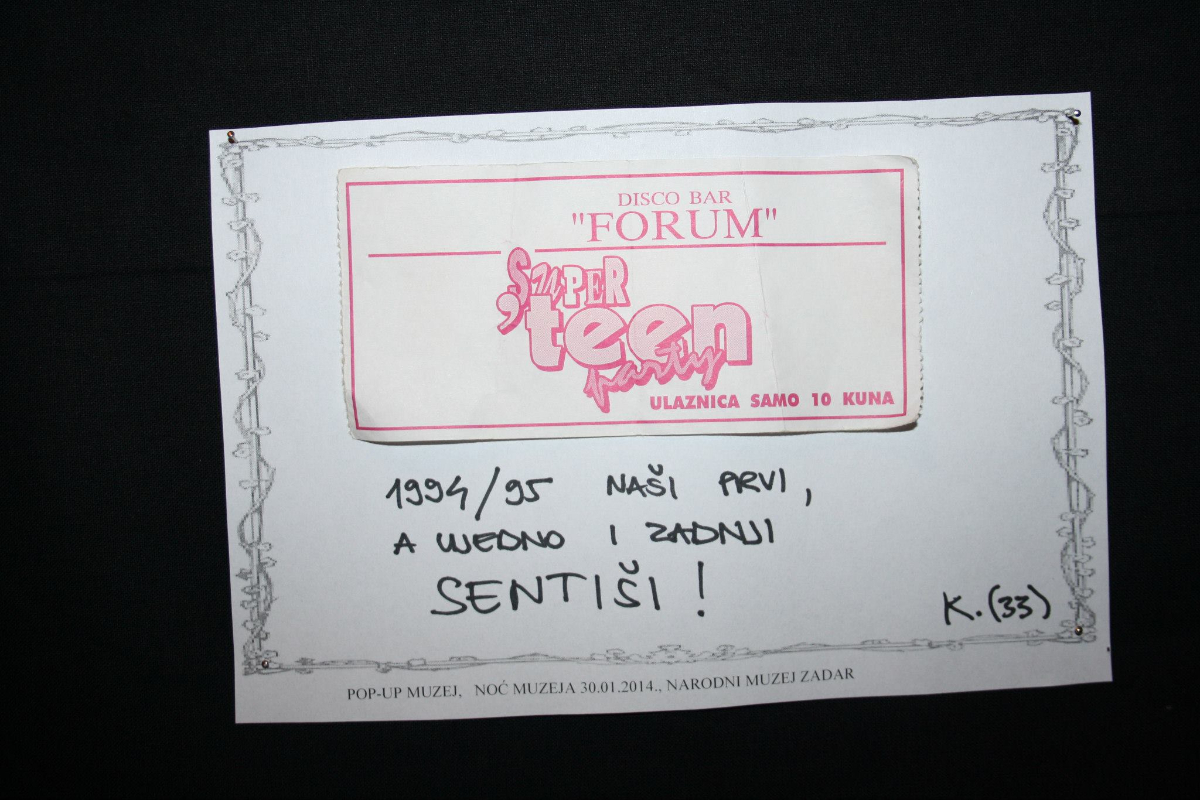 DISCO BAR
"FORUM"
SUPER
'teen
party
ULAZNICA SAMO 10 KUNA
1994/95 NAŠI PRVI,
A UJEDNO I ZADNJI
SENTIŠI!
K.(33)
POP-UP MUZEJ, NOĆ MUZEJA 30.01.2014., NARODNI MUZEJ ZADAR